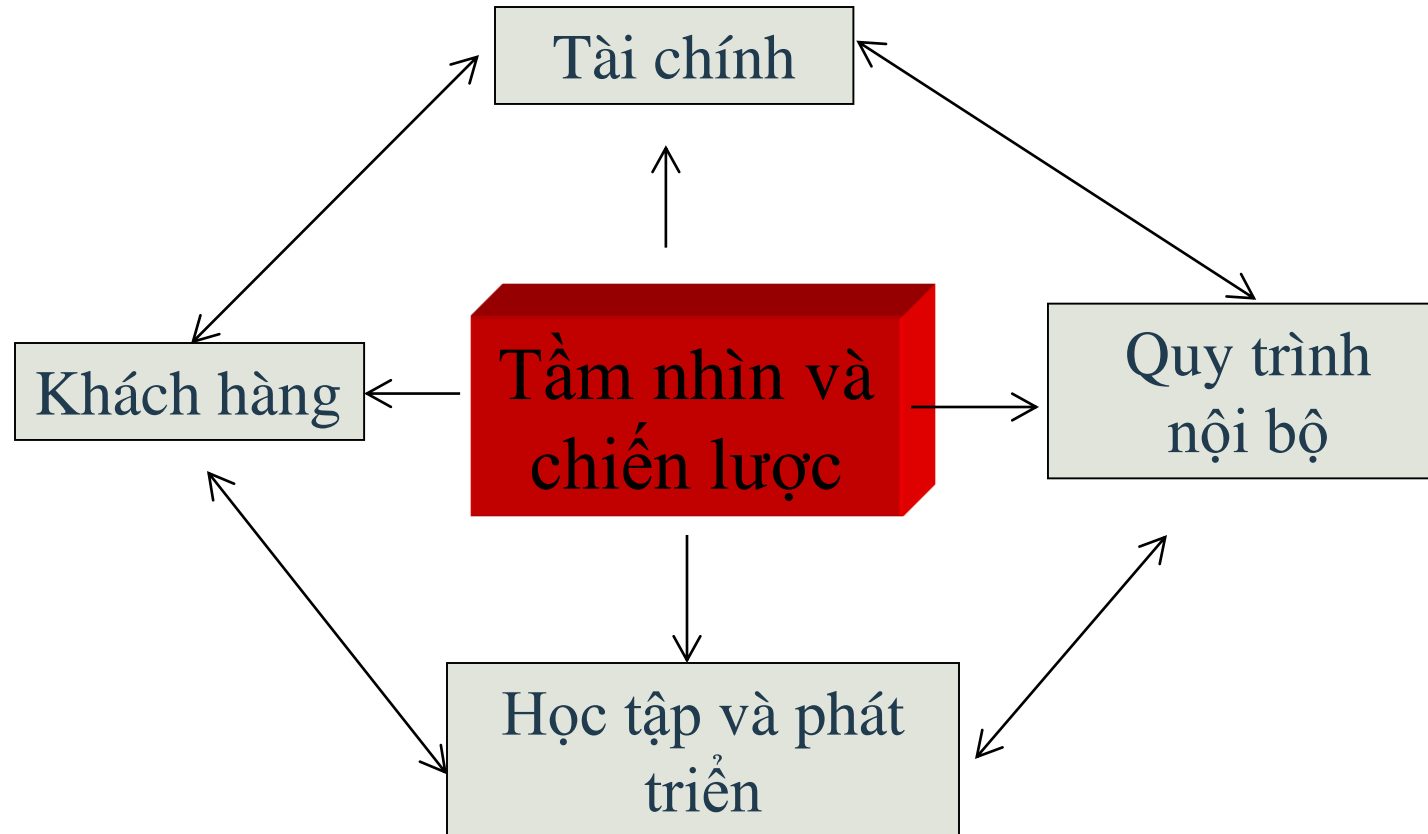 Tài chính
Khách hàng
Tầm nhìn và
chiến lược
Quy trình
nội bộ
Học tập và phát
triển